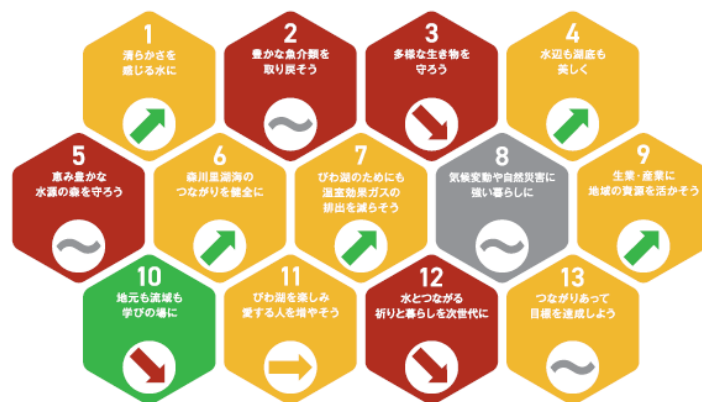 1
清らかさを
感じる水に
2
豊かな魚介類を
取り戻そう
3
多様な生き物を
守ろう
4
水辺も湖底も
美しく
5
恵み豊かな
水源の森を守ろう
6
森川里湖海の
つながりを健全に
7
びわ湖のためにも
温室効果ガスの
排出を減らそう
8
気候変動や自然災害に
強い暮らしに
9
生業・産業に
地域の資源を活かそう
10
地元も流域も
学びの場に
11
びわ湖を楽しみ
愛する人を増やそう
12
水とつながる
祈りと暮らしを次世代に
13
つながりあって
目標を達成しよう